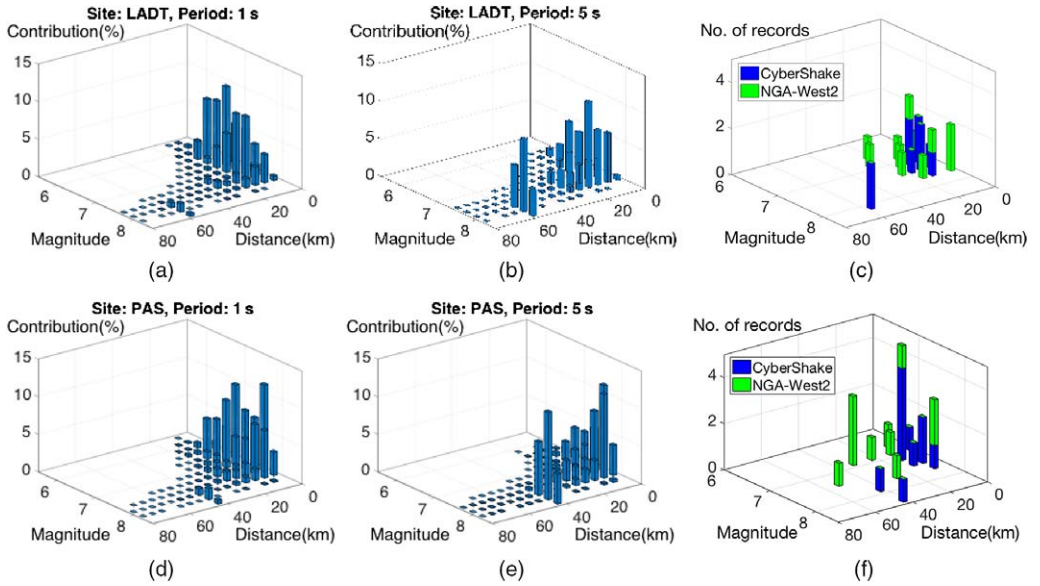 Site: LADT, Period: 1 s
Contribution(%)
15
10
5
0
6
7
8
Magnitude
80
60
40
20
0
Distance(km)
(a)
Site: LADT, Period: 5 s
Contribution(%)
15
10
5
0
6
7
8
Magnitude
80
60
40
20
0
Distance(km)
(b)
No. of records
CyberShake
NGA-West2
4
2
0
6
7
8
Magnitude
80
60
40
20
0
Distance(km)
(c)
Site: PAS, Period: 1 s
Contribution(%)
15
10
5
0
6
7
8
Magnitude
80
60
40
20
0
Distance(km)
(d)
Site: PAS, Period: 5 s
Contribution(%)
15
10
5
0
6
7
8
Magnitude
80
60
40
20
0
Distance(km)
(e)
No. of records
CyberShake
NGA-West2
4
2
0
6
7
8
Magnitude
80
60
40
20
0
Distance(km)
(f)